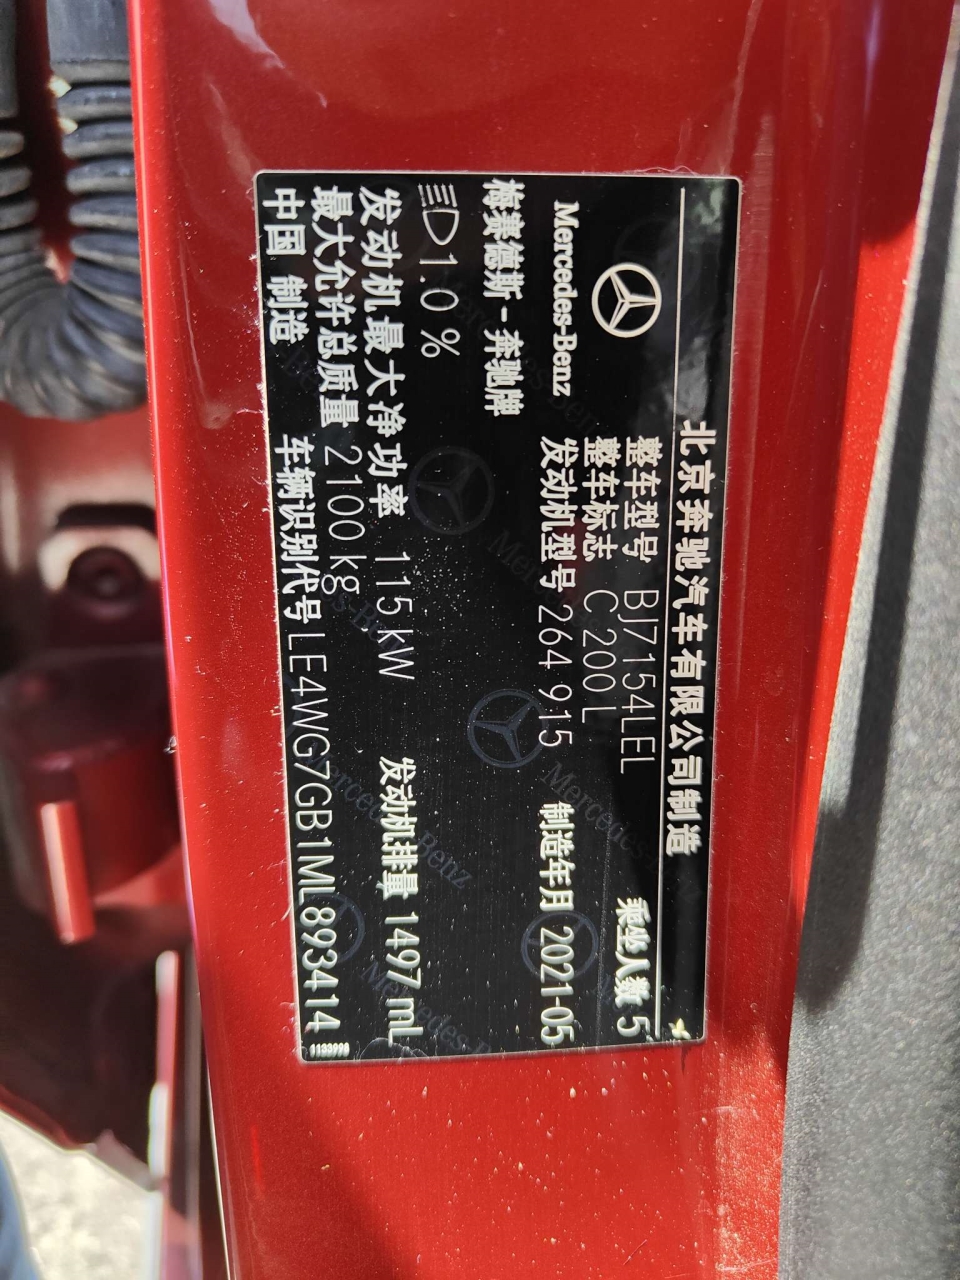 北京奔驰汽车有限公司制造
Mercedes-Benz
梅赛德斯-奔驰牌
整车型号 BJ7154LEL
乘坐人数 5
整车标志 C 200 L
发动机型号 264 915
制造年月 2021-05
1.0 %
发动机最大净功率 115 kW
发动机排量 1497 mL
最大允许总质量 2100 kg
中国 制造
车辆识别代号 LE4WG7GB1ML893414
1133998